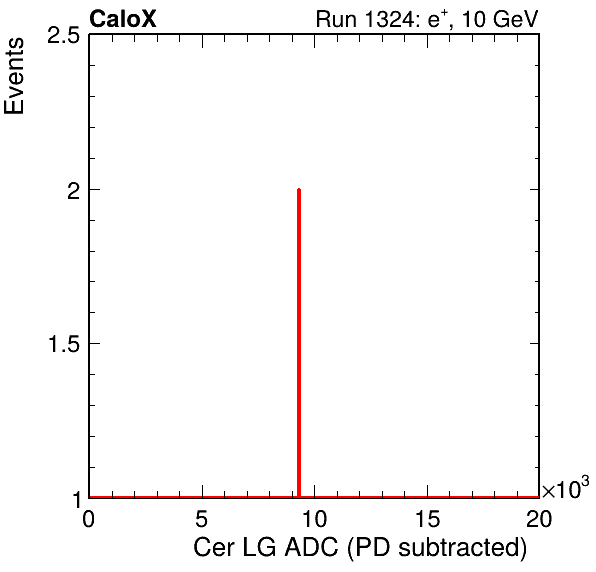 CaloX Run 1324: e⁺, 10 GeV
Events
2.5
2
1.5
1
0 5 10 15 20
×10³
Cer LG ADC (PD subtracted)